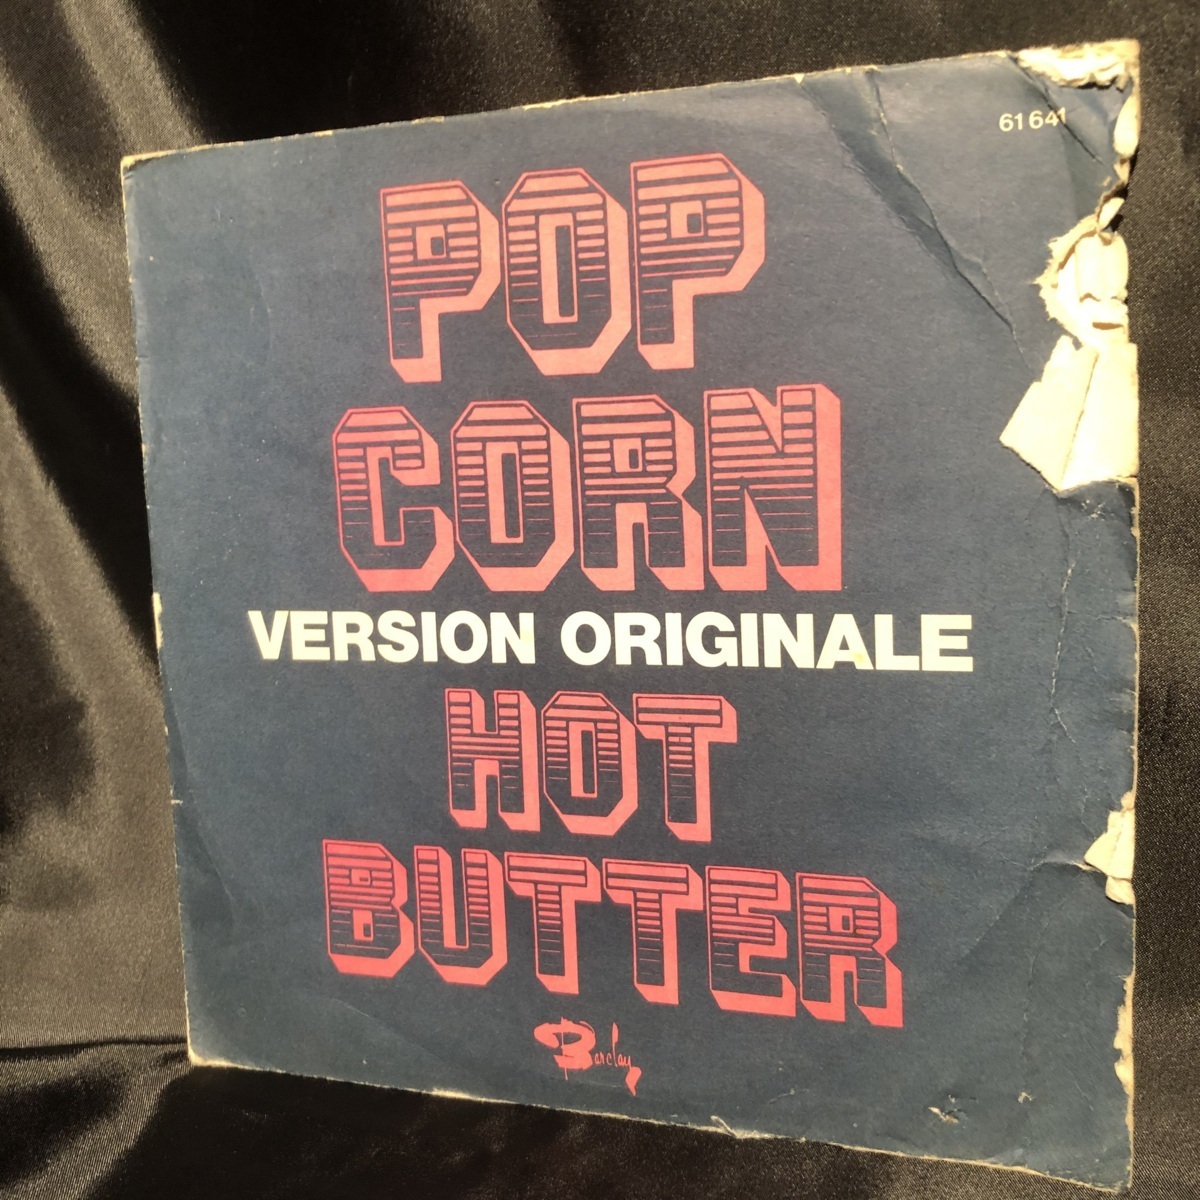 61 641
POP
CORN
VERSION ORIGINALE
HOT
BUTTER
Barclay